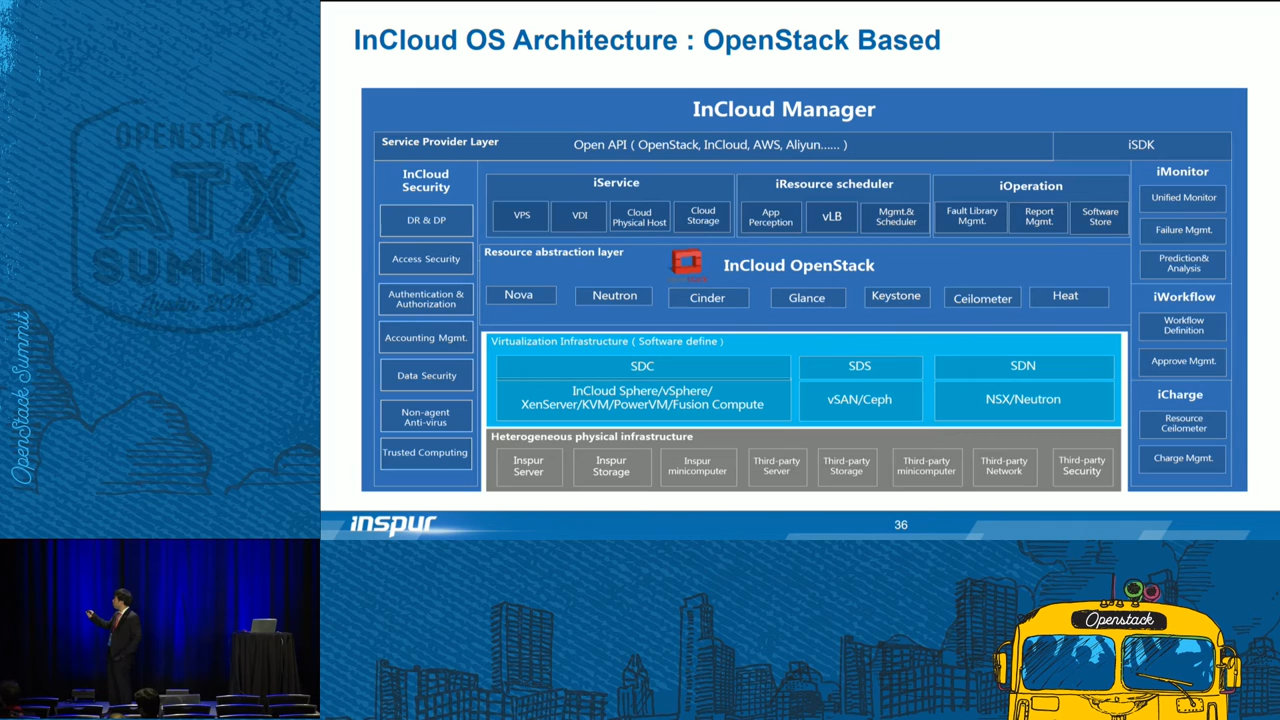 InCloud OS Architecture : OpenStack Based
InCloud Manager
Service Provider Layer
Open API ( OpenStack, InCloud, AWS, Aliyun...... )
iSDK
InCloud
Security
DR & DP
Access Security
Authentication &
Authorization
Accounting Mgmt.
Data Security
Non-agent
Anti-virus
Trusted Computing
iService
VPS
VDI
Cloud
Physical Host
Cloud
Storage
iResource scheduler
App
Perception
vLB
Mgmt.&
Scheduler
iOperation
Fault Library
Mgmt.
Report
Mgmt.
Software
Store
Resource abstraction layer
InCloud OpenStack
Nova
Neutron
Cinder
Glance
Keystone
Ceilometer
Heat
Virtualization Infrastructure ( Software define )
SDC
InCloud Sphere/vSphere/
XenServer/KVM/PowerVM/Fusion Compute
SDS
vSAN/Ceph
SDN
NSX/Neutron
Heterogeneous physical infrastructure
Inspur
Server
Inspur
Storage
Inspur
minicomputer
Third-party
Server
Third-party
Storage
Third-party
minicomputer
Third-party
Network
Third-party
Security
iMonitor
Unified Monitor
Failure Mgmt.
Prediction&
Analysis
iWorkflow
Workflow
Definition
Approve Mgmt.
iCharge
Resource
Ceilometer
Charge Mgmt.
inspur
36
OPENSTACK
ATX
SUMMIT
OpenStack Summit
Openstack